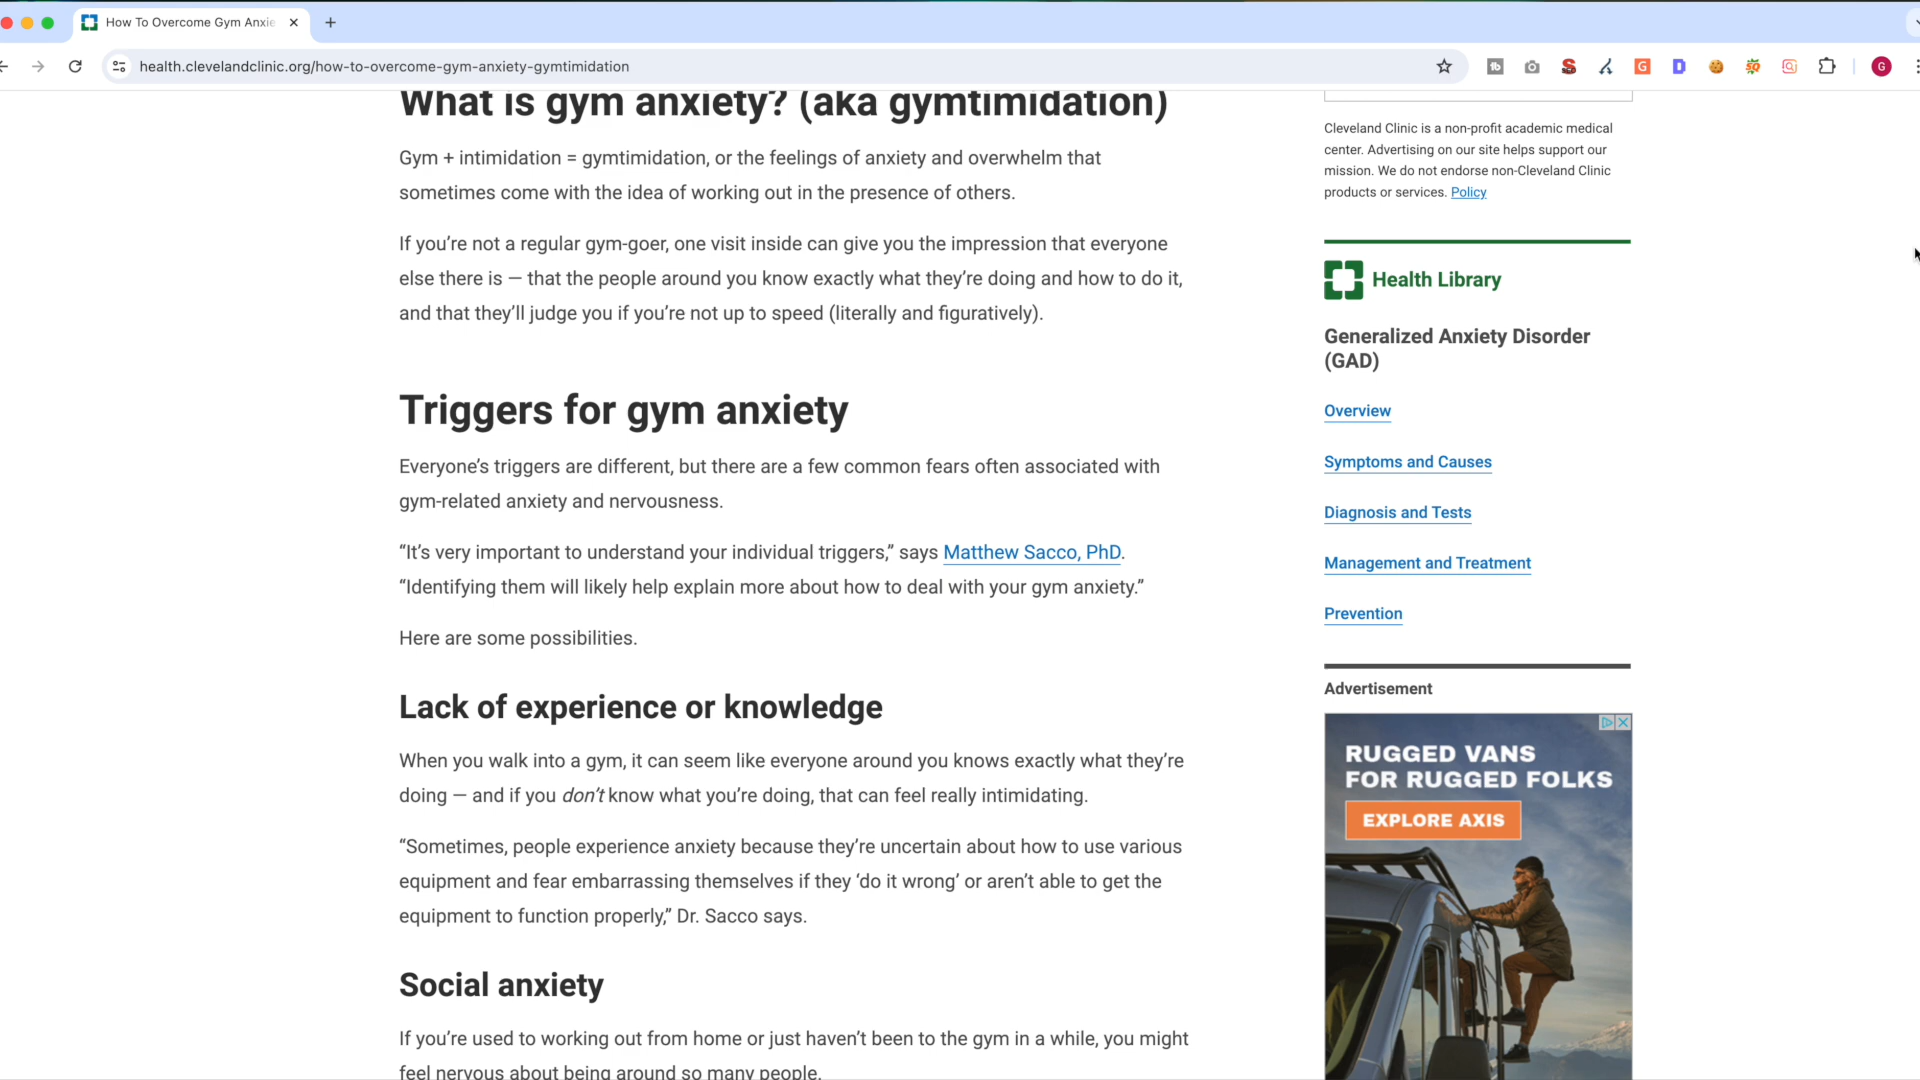 How To Overcome Gym Anxie
health.clevelandclinic.org/how-to-overcome-gym-anxiety-gymtimidation
G
What is gym anxiety? (aka gymtimidation)
Gym + intimidation = gymtimidation, or the feelings of anxiety and overwhelm that
sometimes come with the idea of working out in the presence of others.
If you’re not a regular gym-goer, one visit inside can give you the impression that everyone
else there is — that the people around you know exactly what they’re doing and how to do it,
and that they’ll judge you if you’re not up to speed (literally and figuratively).
Triggers for gym anxiety
Everyone’s triggers are different, but there are a few common fears often associated with
gym-related anxiety and nervousness.
“It’s very important to understand your individual triggers,” says Matthew Sacco, PhD.
“Identifying them will likely help explain more about how to deal with your gym anxiety.”
Here are some possibilities.
Lack of experience or knowledge
When you walk into a gym, it can seem like everyone around you knows exactly what they’re
doing — and if you don’t know what you’re doing, that can feel really intimidating.
“Sometimes, people experience anxiety because they’re uncertain about how to use various
equipment and fear embarrassing themselves if they ‘do it wrong’ or aren’t able to get the
equipment to function properly,” Dr. Sacco says.
Social anxiety
If you’re used to working out from home or just haven’t been to the gym in a while, you might
feel nervous about being around so many people.
Cleveland Clinic is a non-profit academic medical
center. Advertising on our site helps support our
mission. We do not endorse non-Cleveland Clinic
products or services. Policy
Health Library
Generalized Anxiety Disorder
(GAD)
Overview
Symptoms and Causes
Diagnosis and Tests
Management and Treatment
Prevention
Advertisement
RUGGED VANS
FOR RUGGED FOLKS
EXPLORE AXIS